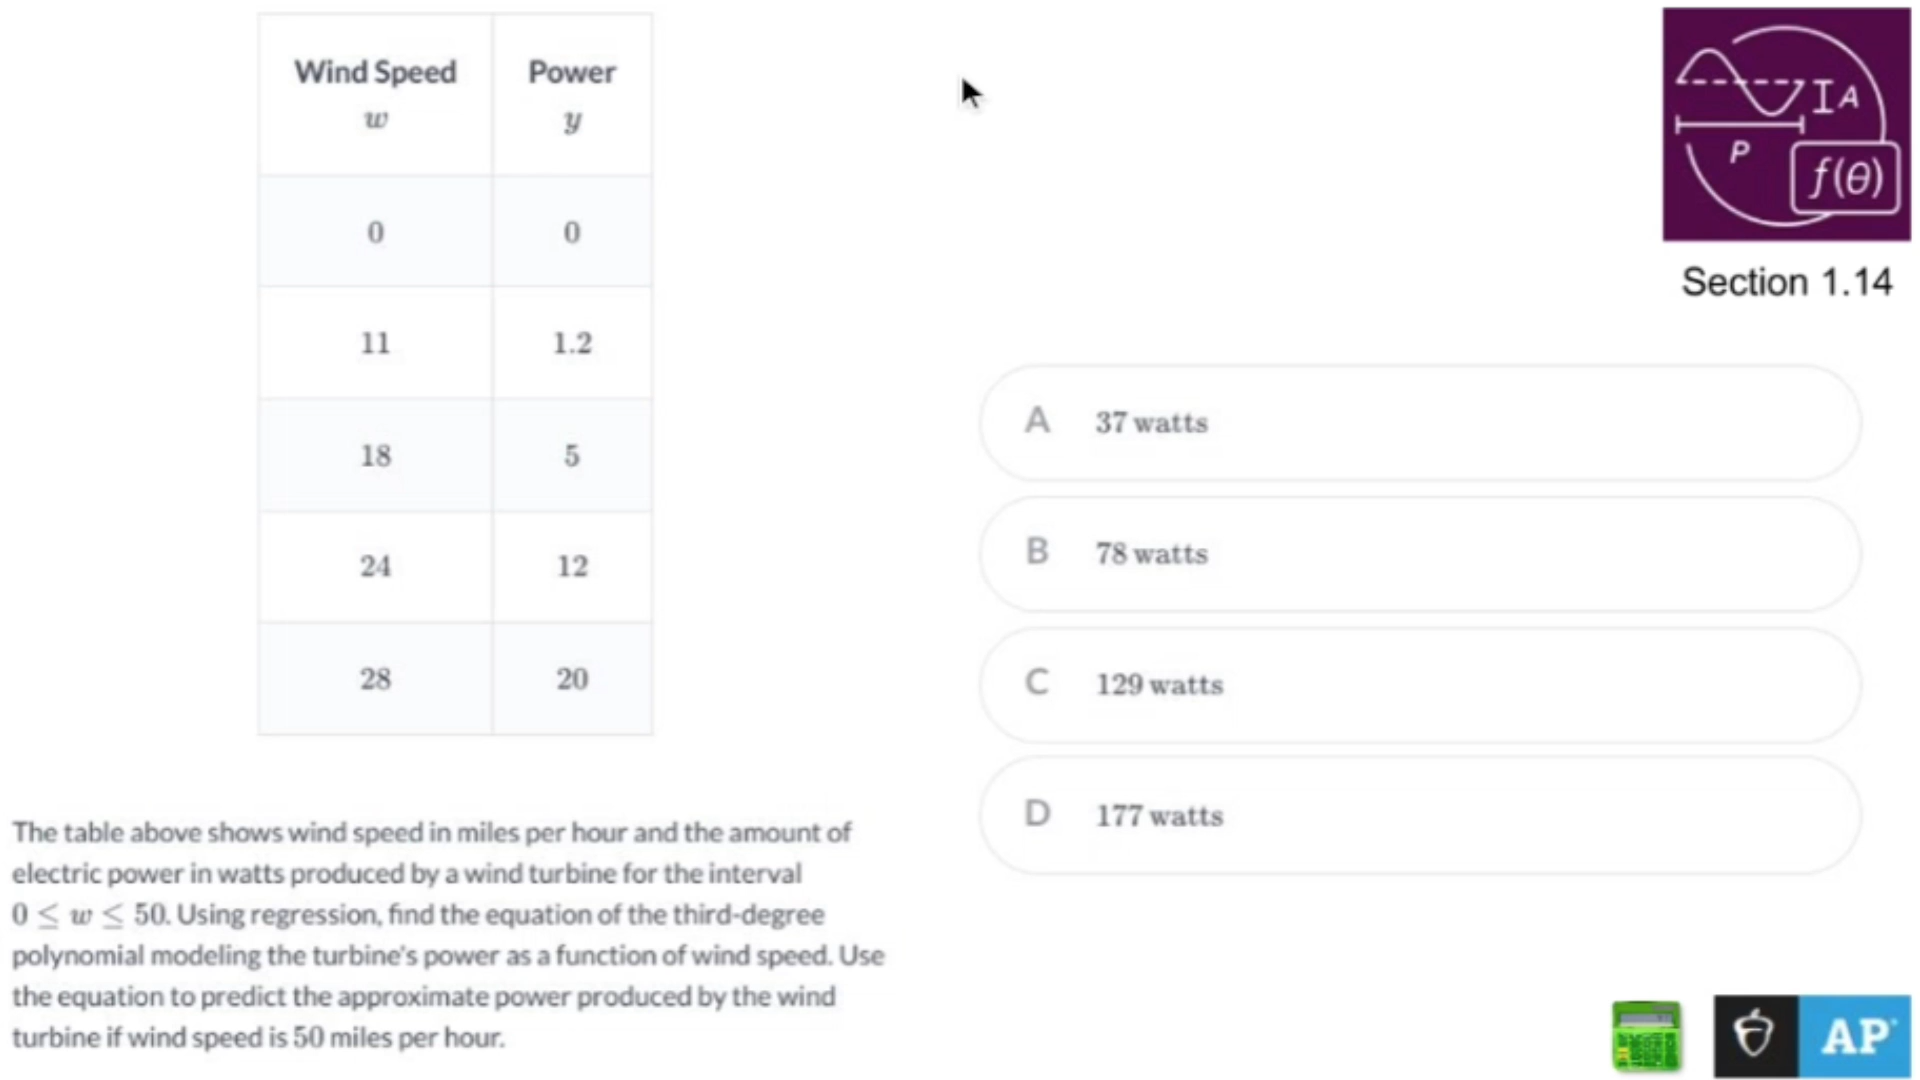 Wind Speed Power
w y
0 0
11 1.2
18 5
24 12
28 20
The table above shows wind speed in miles per hour and the amount of
electric power in watts produced by a wind turbine for the interval
0 ≤ w ≤ 50. Using regression, find the equation of the third-degree
polynomial modeling the turbine's power as a function of wind speed. Use
the equation to predict the approximate power produced by the wind
turbine if wind speed is 50 miles per hour.
A
P
f(θ)
Section 1.14
A 37 watts
B 78 watts
C 129 watts
D 177 watts
AP